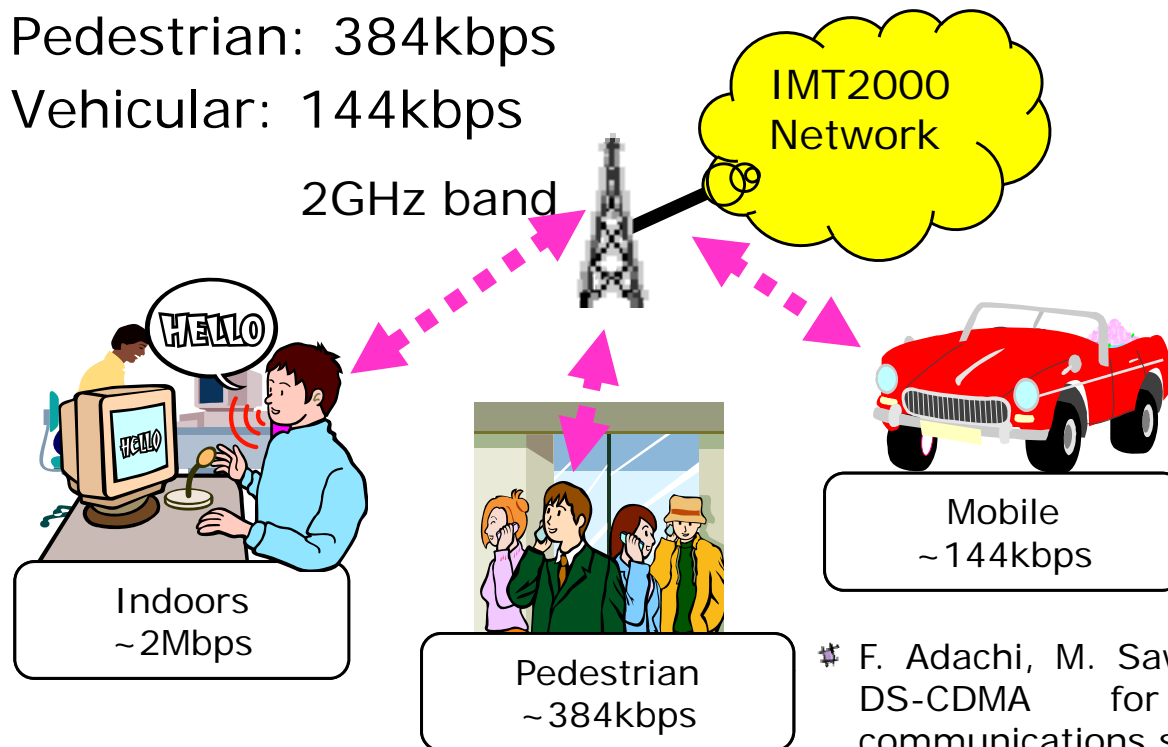 Pedestrian: 384kbps
Vehicular: 144kbps
2GHz band
IMT2000
Network
HELLO
HELLO
Indoors
~2Mbps
Pedestrian
~384kbps
Mobile
~144kbps
F. Adachi, M.
DS-CDMA for
communications